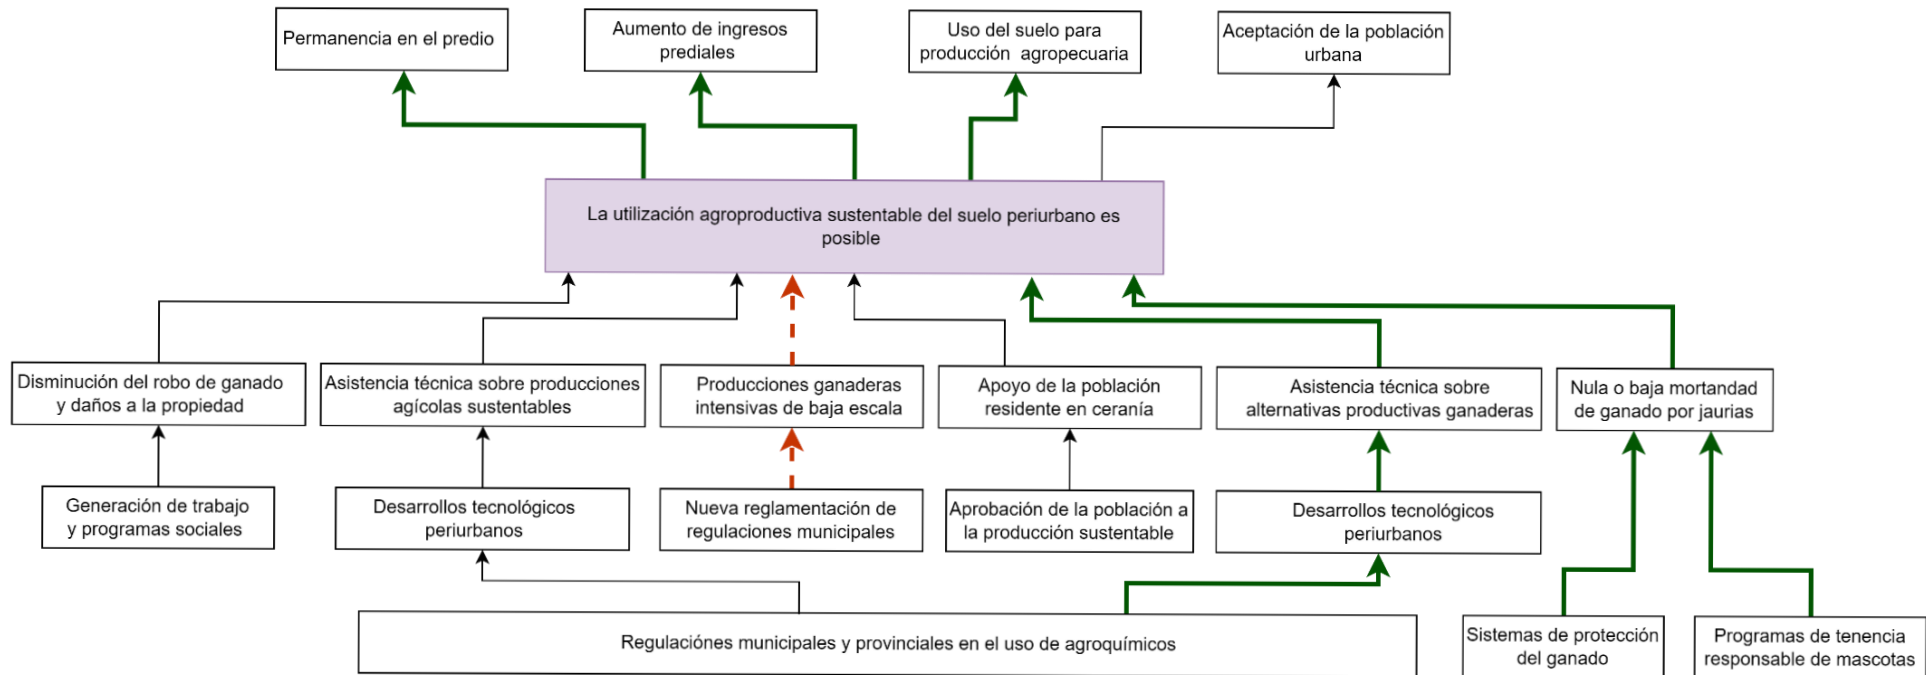 Permanencia en el predio
Aumento de ingresos
prediales
Uso del suelo para
producción agropecuaria
Aceptación de la población
urbana
La utilización agroproductiva sustentable del suelo periurbano es
posible
Disminución del robo de ganado
y daños a la propiedad
Asistencia técnica sobre producciones
agícolas sustentables
Producciones ganaderas
intensivas de baja escala
Apoyo de la población
residente en ceranía
Asistencia técnica sobre
alternativas productivas ganaderas
Nula o baja mortandad
de ganado por jaurias
Generación de trabajo
y programas sociales
Desarrollos tecnológicos
periurbanos
Nueva reglamentación de
regulaciones municipales
Aprobación de la población a
la producción sustentable
Desarrollos tecnológicos
periurbanos
Regulaciónes municipales y provinciales en el uso de agroquímicos
Sistemas de protección
del ganado
Programas de tenencia
responsable de mascotas